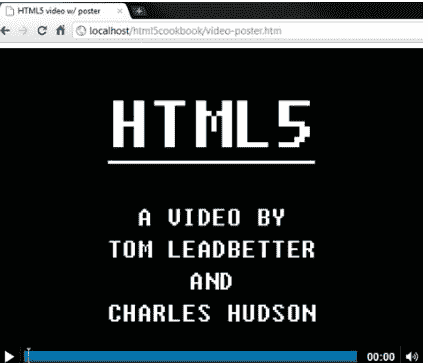 HTML5 video w/ poster
localhost/html5cookbook/video-poster.htm
HTML5
A VIDEO BY
TOM LEADBETTER
AND
CHARLES HUDSON
00:00